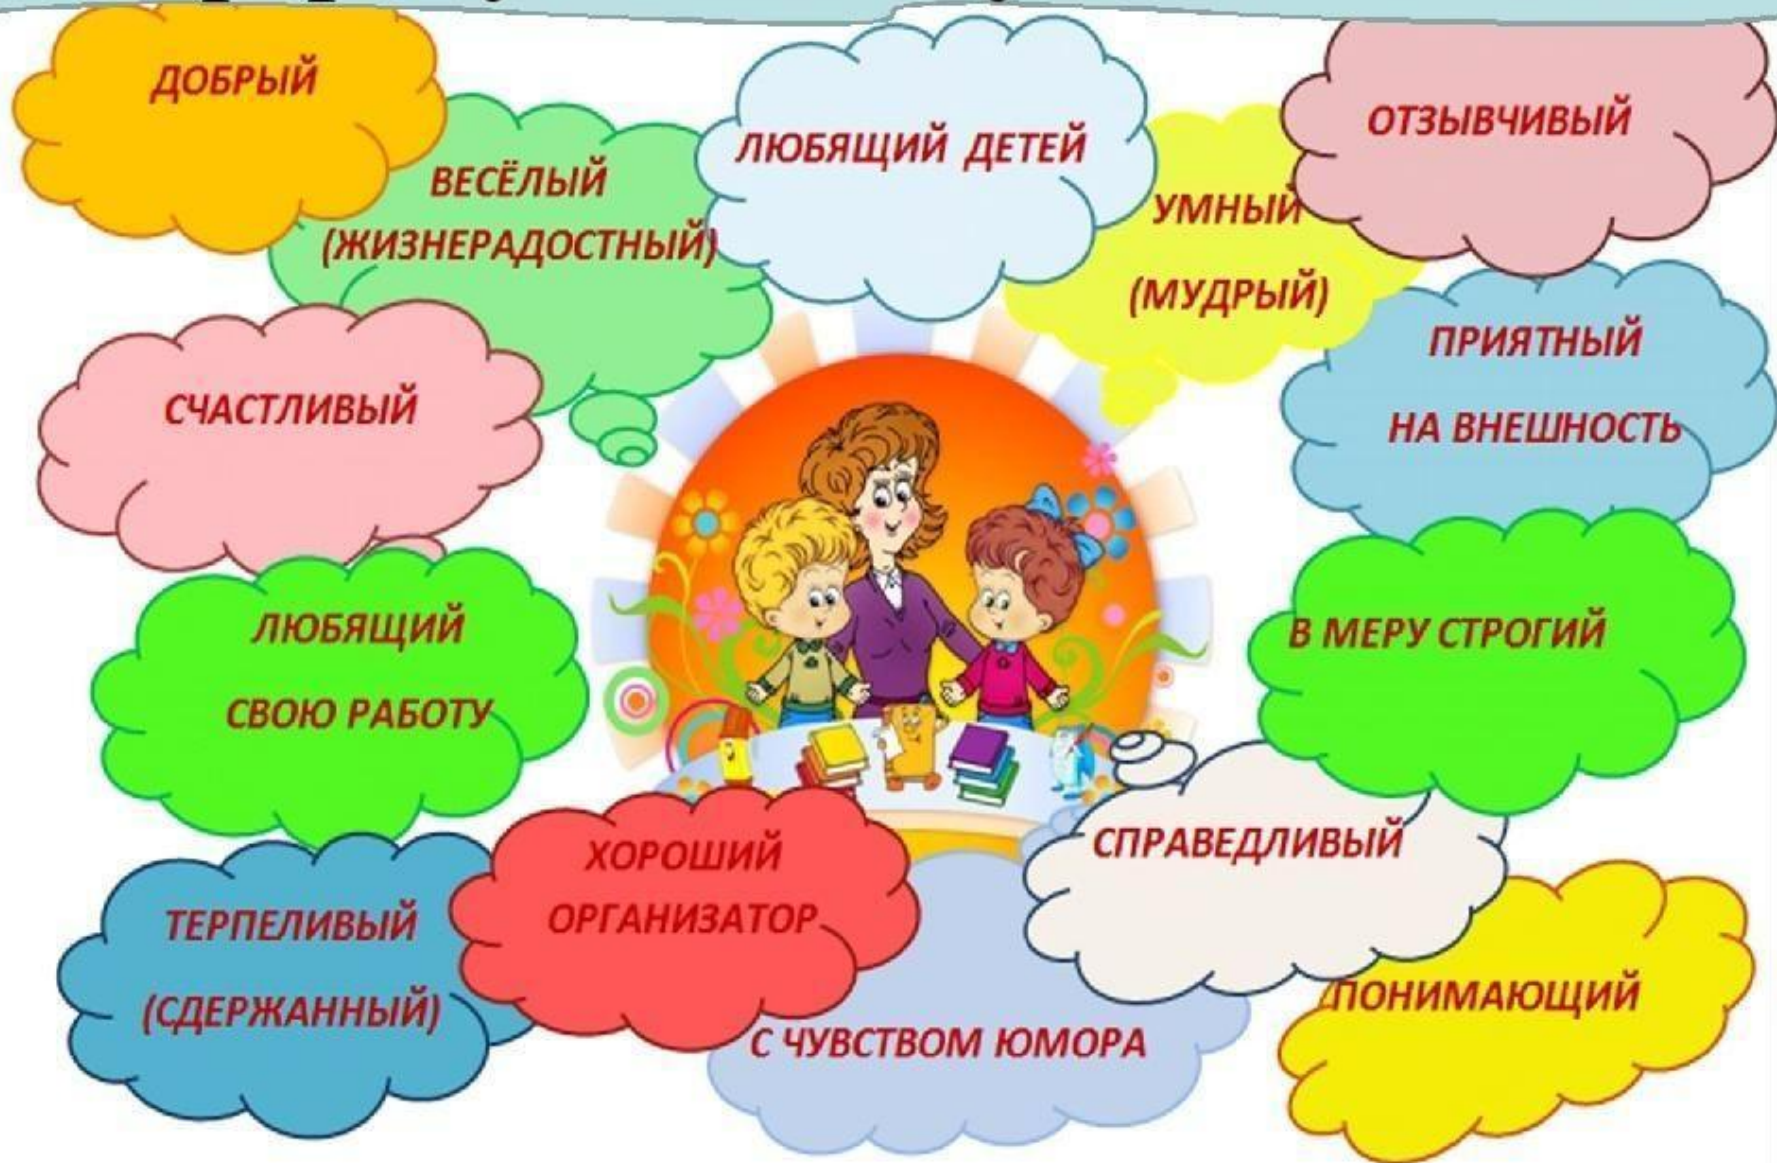 ДОБРЫЙ
ВЕСЁЛЫЙ
(ЖИЗНЕРАДОСТНЫЙ)
ЛЮБЯЩИЙ ДЕТЕЙ
УМНЫЙ
(МУДРЫЙ)
ОТЗЫВЧИВЫЙ
СЧАСТЛИВЫЙ
ПРИЯТНЫЙ
НА ВНЕШНОСТЬ
ЛЮБЯЩИЙ
СВОЮ РАБОТУ
В МЕРУ СТРОГИЙ
ТЕРПЕЛИВЫЙ
(СДЕРЖАННЫЙ)
ХОРОШИЙ
ОРГАНИЗАТОР
СПРАВЕДЛИВЫЙ
С ЧУВСТВОМ ЮМОРА
ПОНИМАЮЩИЙ